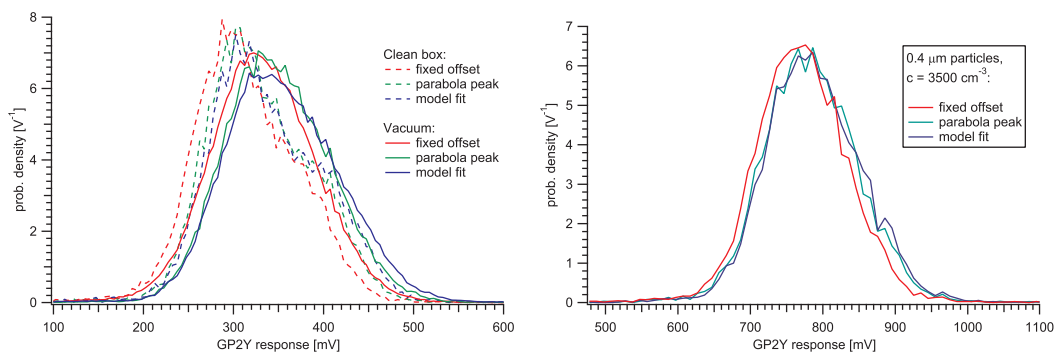 8
6
4
2
0
prob. density [V⁻¹]
100
200
300
400
500
600
GP2Y response [mV]
Clean box:
fixed offset
parabola peak
model fit
Vacuum:
fixed offset
parabola peak
model fit
7
6
5
4
3
2
1
0
prob. density [V⁻¹]
500
600
700
800
900
1000
1100
GP2Y response [mV]
0.4 µm particles,
c = 3500 cm⁻³:
fixed offset
parabola peak
model fit